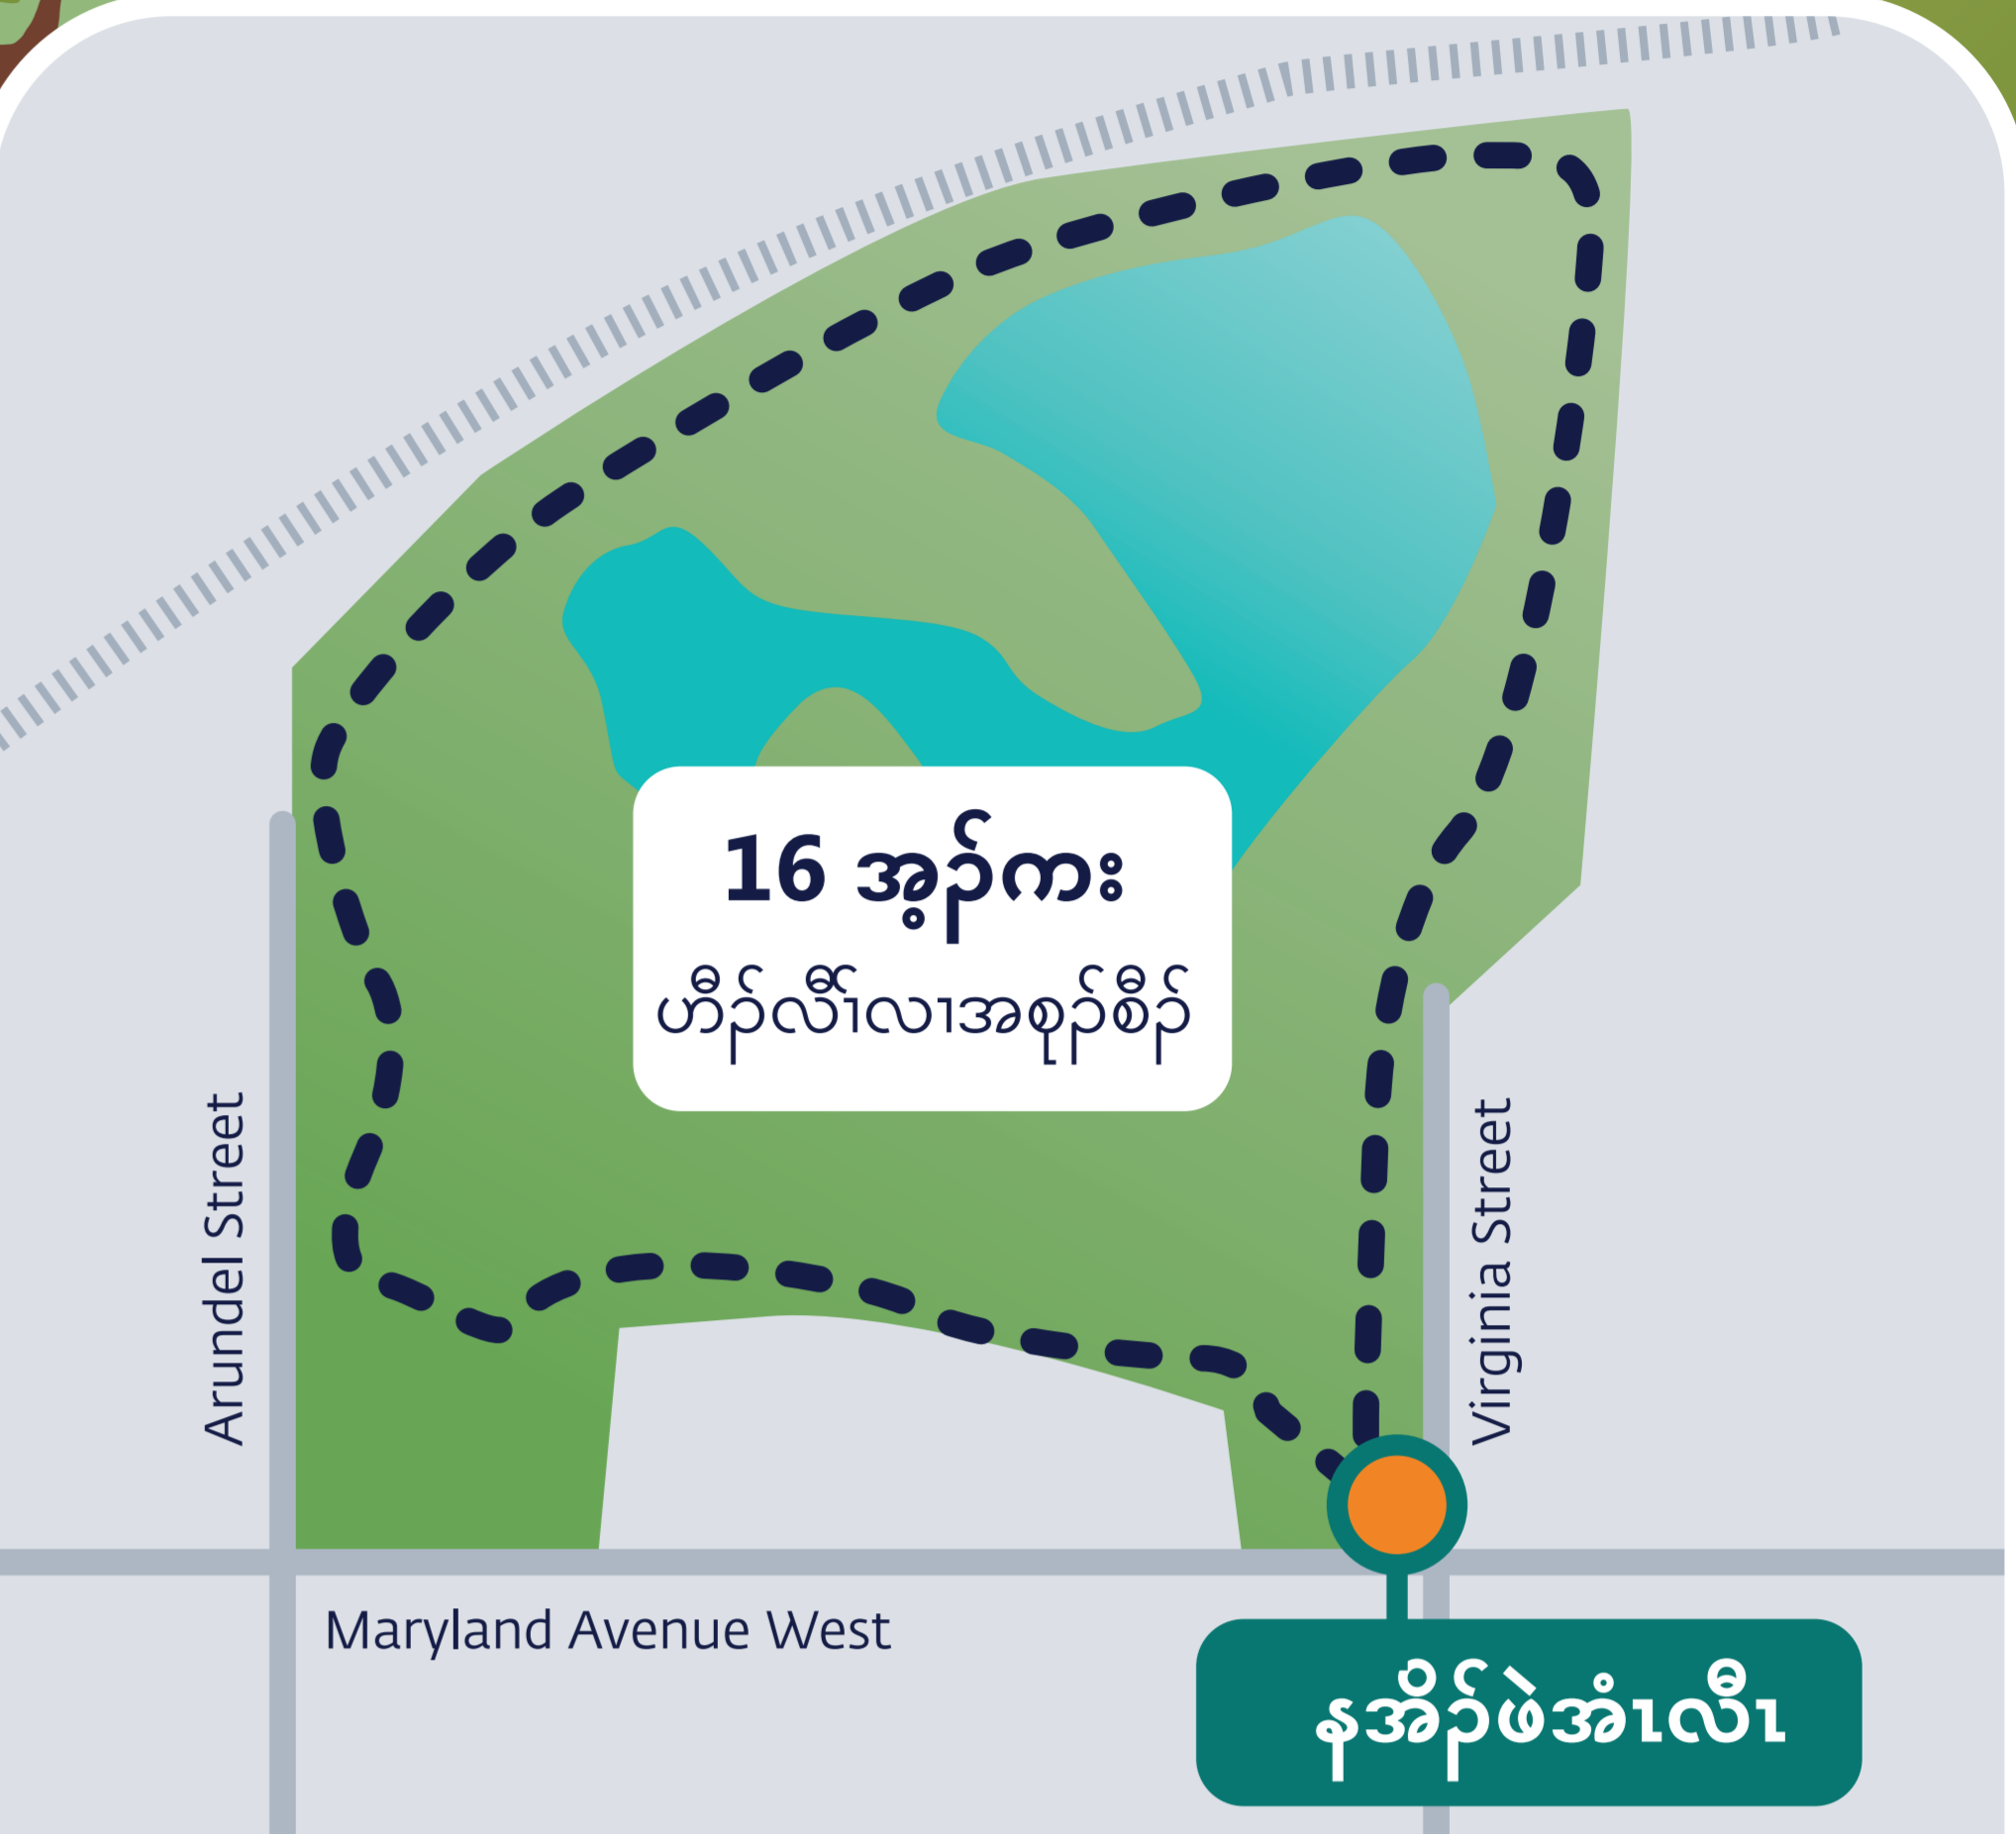 16 အ့ၣ်ကး
ဟီၣ်လိာ်လၢအစုၣ်စီၣ်
Arundel Street
Virginia Street
Maryland Avenue West
နအိၣ်ဖဲအံၤလီၤ